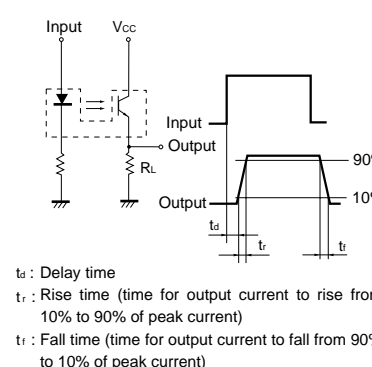 Input
Vcc
Input
Output
RL
90%
10%
Output
td
tr
tf
td : Delay time
tr : Rise time (time for output current to rise from
10% to 90% of peak current)
tf : Fall time (time for output current to fall from 90%
to 10% of peak current)